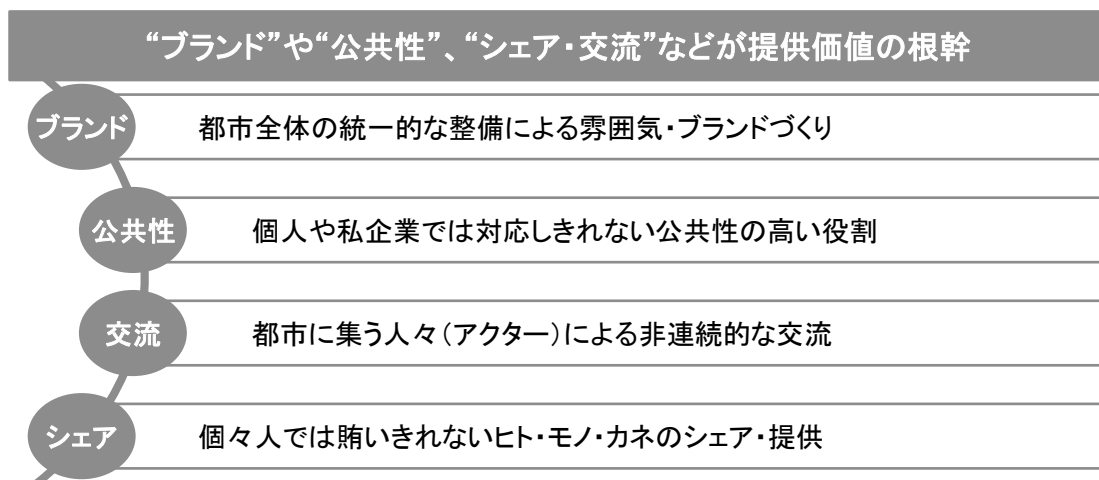 “ブランド”や“公共性”、“シェア・交流”などが提供価値の根幹
ブランド
都市全体の統一的な整備による雰囲気・ブランドづくり
公共性
個人や私企業では対応しきれない公共性の高い役割
交流
都市に集う人々（アクター）による非連続的な交流
シェア
個々人では賄いきれないヒト・モノ・カネのシェア・提供